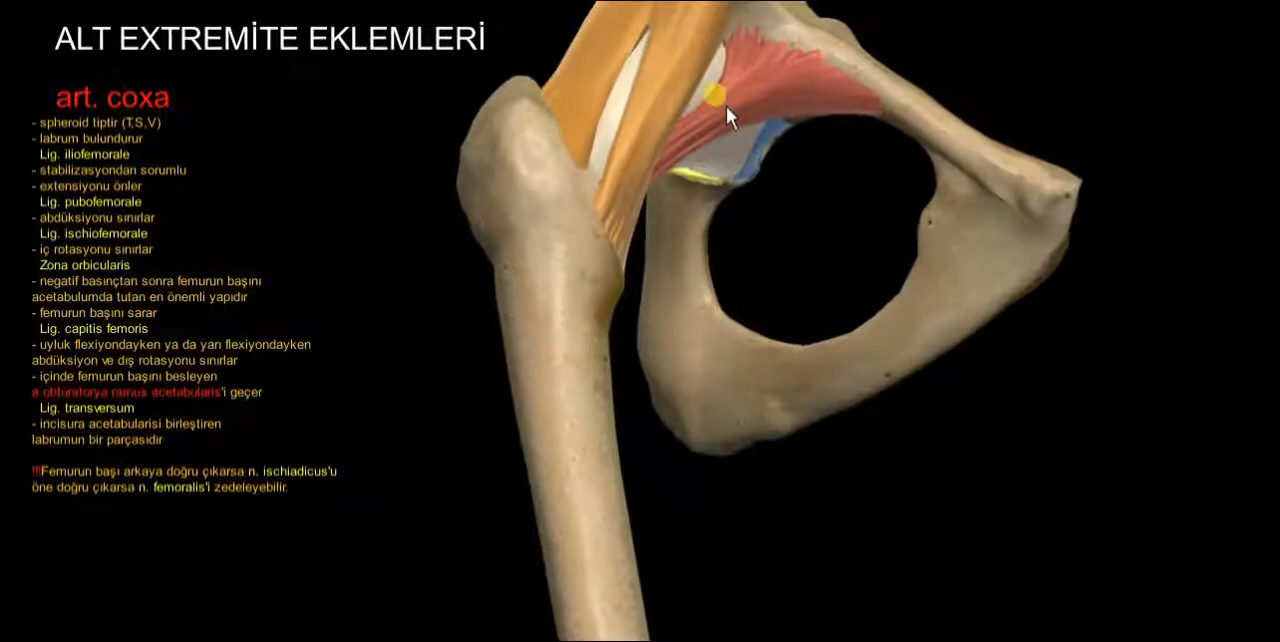 ALT EXTREMİTE EKLEMLERİ
art. coxa
- spheroid tiptir (T,S,V)
- labrum bulundurur
Lig. iliofemorale
- stabilizasyondan sorumlu
- extensiyonu önler
Lig. pubofemorale
- abdüksiyonu sınırlar
Lig. ischiofemorale
- iç rotasyonu sınırlar
Zona orbicularis
- negatif basınçtan sonra femurun başını
acetabulumda tutan en önemli yapıdır
- femurun başını sarar
Lig. capitis femoris
- uyluk flexiyondayken ya da yarı flexiyondayken
abdüksiyon ve dış rotasyonu sınırlar
- içinde femurun başını besleyen
a.obturatorya ramus acetabularis'i geçer
Lig. transversum
- incisura acetabularisi birleştiren
labrumun bir parçasıdır
!!!Femurun başı arkaya doğru çıkarsa n. ischiadicus'u
öne doğru çıkarsa n. femoralis'i zedeleyebilir.